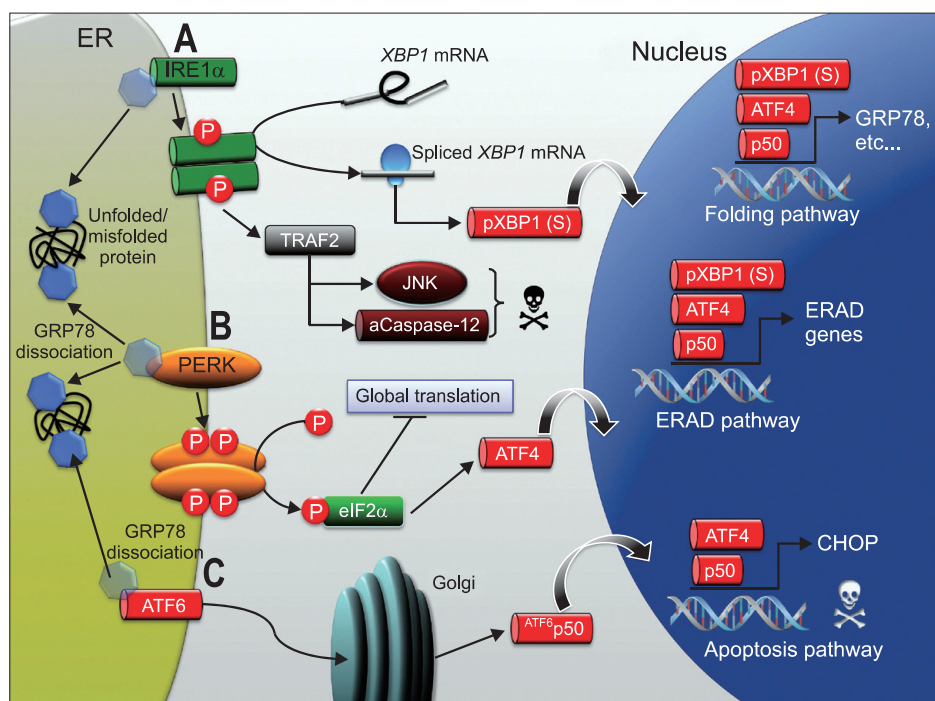 ER
A
IRE1α
P
P
XBP1 mRNA
Spliced XBP1 mRNA
pXBP1 (S)
Unfolded/
misfolded
protein
TRAF2
JNK
aCaspase-12
GRP78
dissociation
B
PERK
P P
P P
P
Global translation
P
eIF2α
ATF4
GRP78
dissociation
C
ATF6
Golgi
ATF6p50
Nucleus
pXBP1 (S)
ATF4
p50
GRP78,
etc...
Folding pathway
pXBP1 (S)
ATF4
p50
ERAD
genes
ERAD pathway
ATF4
p50
CHOP
Apoptosis pathway